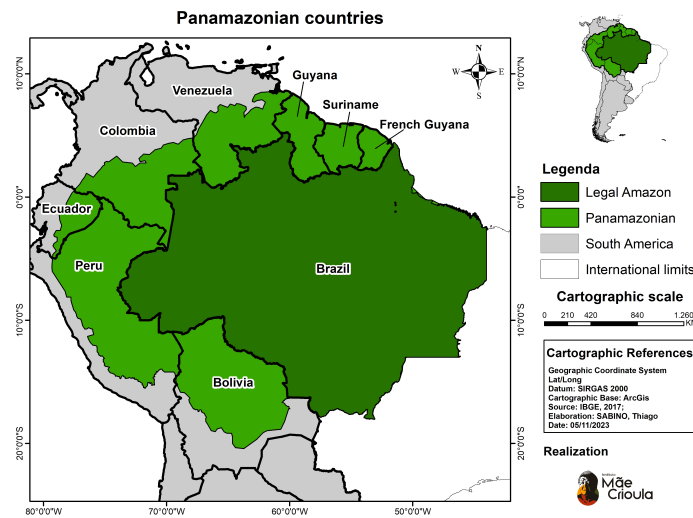 Panamazonian countries
Guyana
Venezuela
Suriname
Colombia
French Guyana
Ecuador
Peru
Brazil
Bolivia
N
W
E
S
10°0'0"N
0°0'0"
10°0'0"S
20°0'0"S
10°0'0"N
0°0'0"
10°0'0"S
20°0'0"S
80°0'0"W
70°0'0"W
60°0'0"W
50°0'0"W
Legenda
Legal Amazon
Panamazonian
South America
International limits
Cartographic scale
0 210 420 840 1.260
Cartographic References
Geographic Coordinate System
Lat/Long
Datum: SIRGAS 2000
Cartographic Base: ArcGis
Source: IBGE, 2017;
Elaboration: SABINO, Thiago
Date: 05/11/2023
Realization
Mãe
Crioula